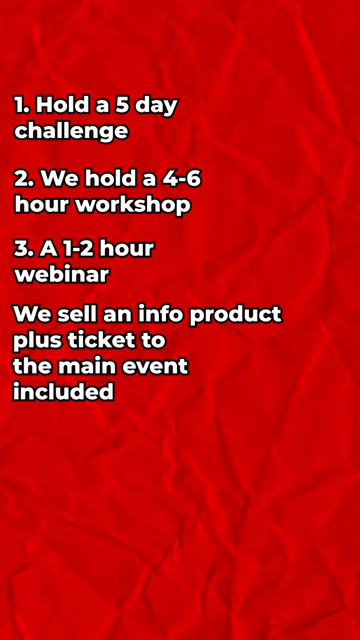 1. Hold a 5 day
challenge
2. We hold a 4-6
hour workshop
3. A 1-2 hour
webinar
We sell an info product
plus ticket to
the main event
included